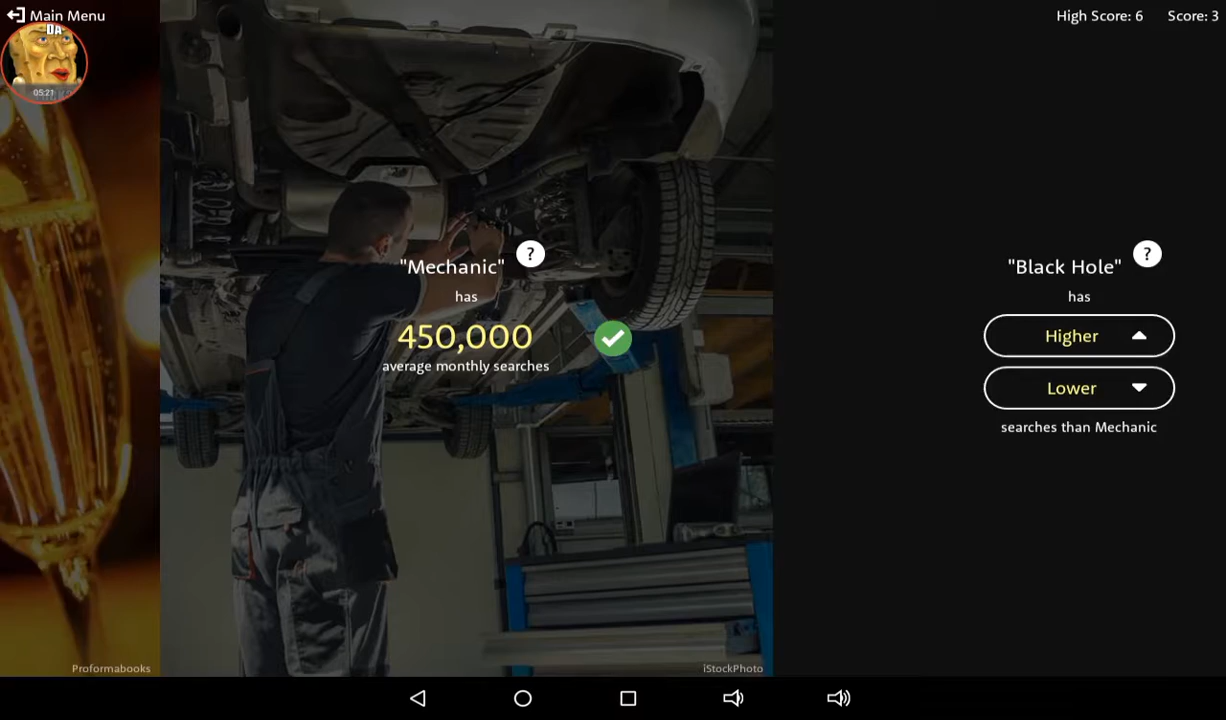 Main Menu
High Score: 6
Score: 3
DA
05:21
"Mechanic"
?
has
450,000
average monthly searches
"Black Hole"
?
has
Higher
Lower
searches than Mechanic
Proformabooks
iStockPhoto